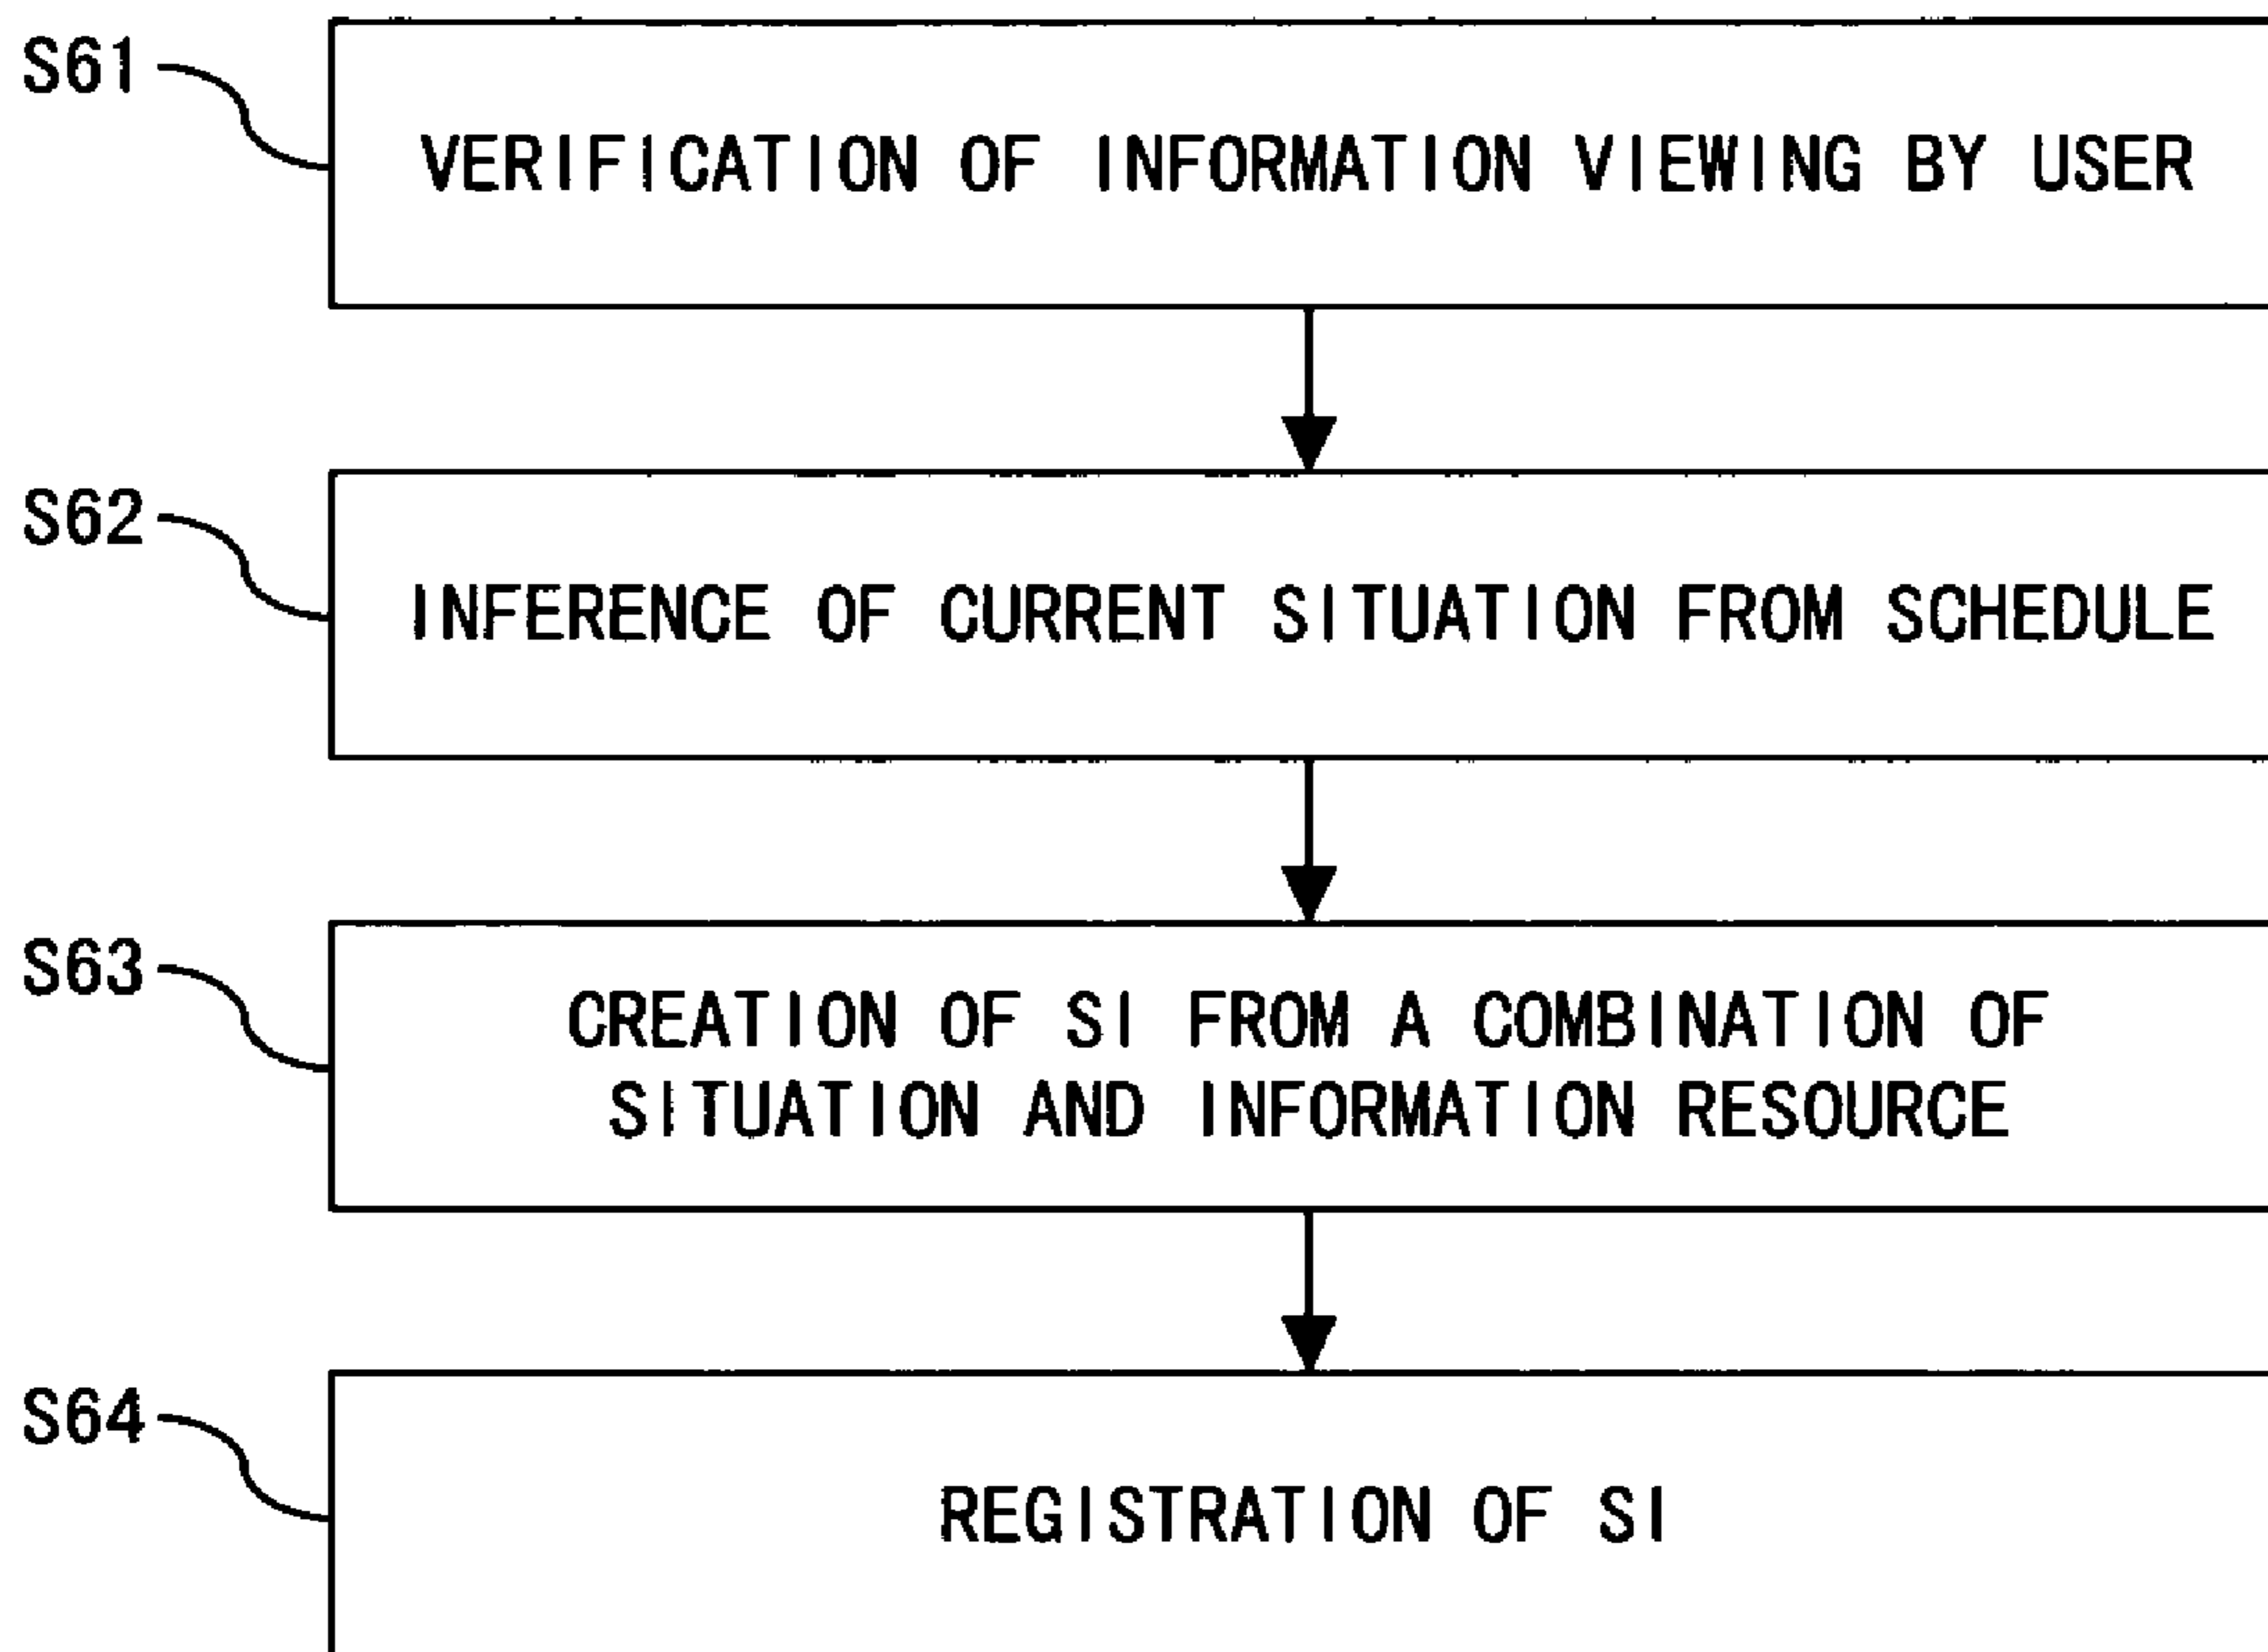 S61
VERIFICATION OF INFORMATION VIEWING BY USER
S62
INFERENCE OF CURRENT SITUATION FROM SCHEDULE
S63
CREATION OF SI FROM A COMBINATION OF
SITUATION AND INFORMATION RESOURCE
S64
REGISTRATION OF SI